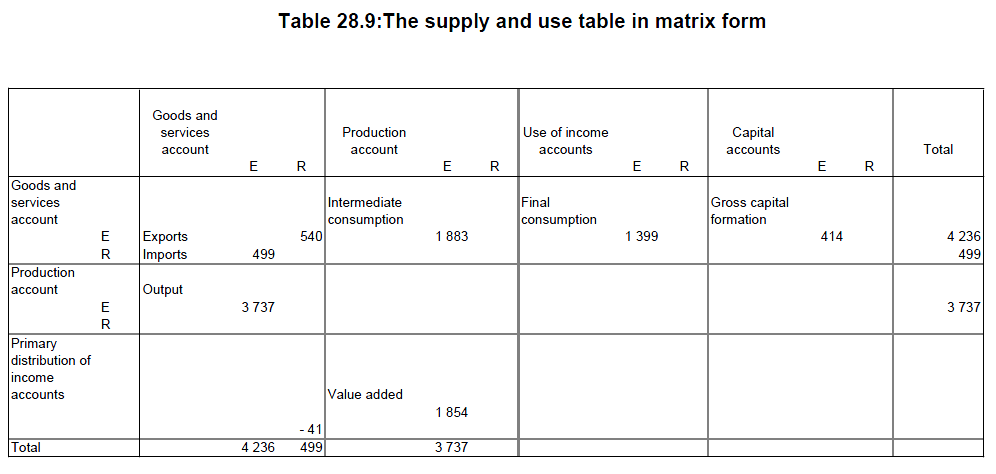 Table 28.9:The supply and use table in matrix form
Goods and
services
account
E R
Production
account
E R
Use of income
accounts
E R
Capital
accounts
E R
Total
Goods and
services
account
Intermediate
consumption
Final
consumption
Gross capital
formation
E Exports 540 1 883 1 399 414 4 236
R Imports 499 499
Production
account Output
E 3 737 3 737
R
Primary
distribution of
income
accounts Value added
1 854
- 41
Total 4 236 499 3 737